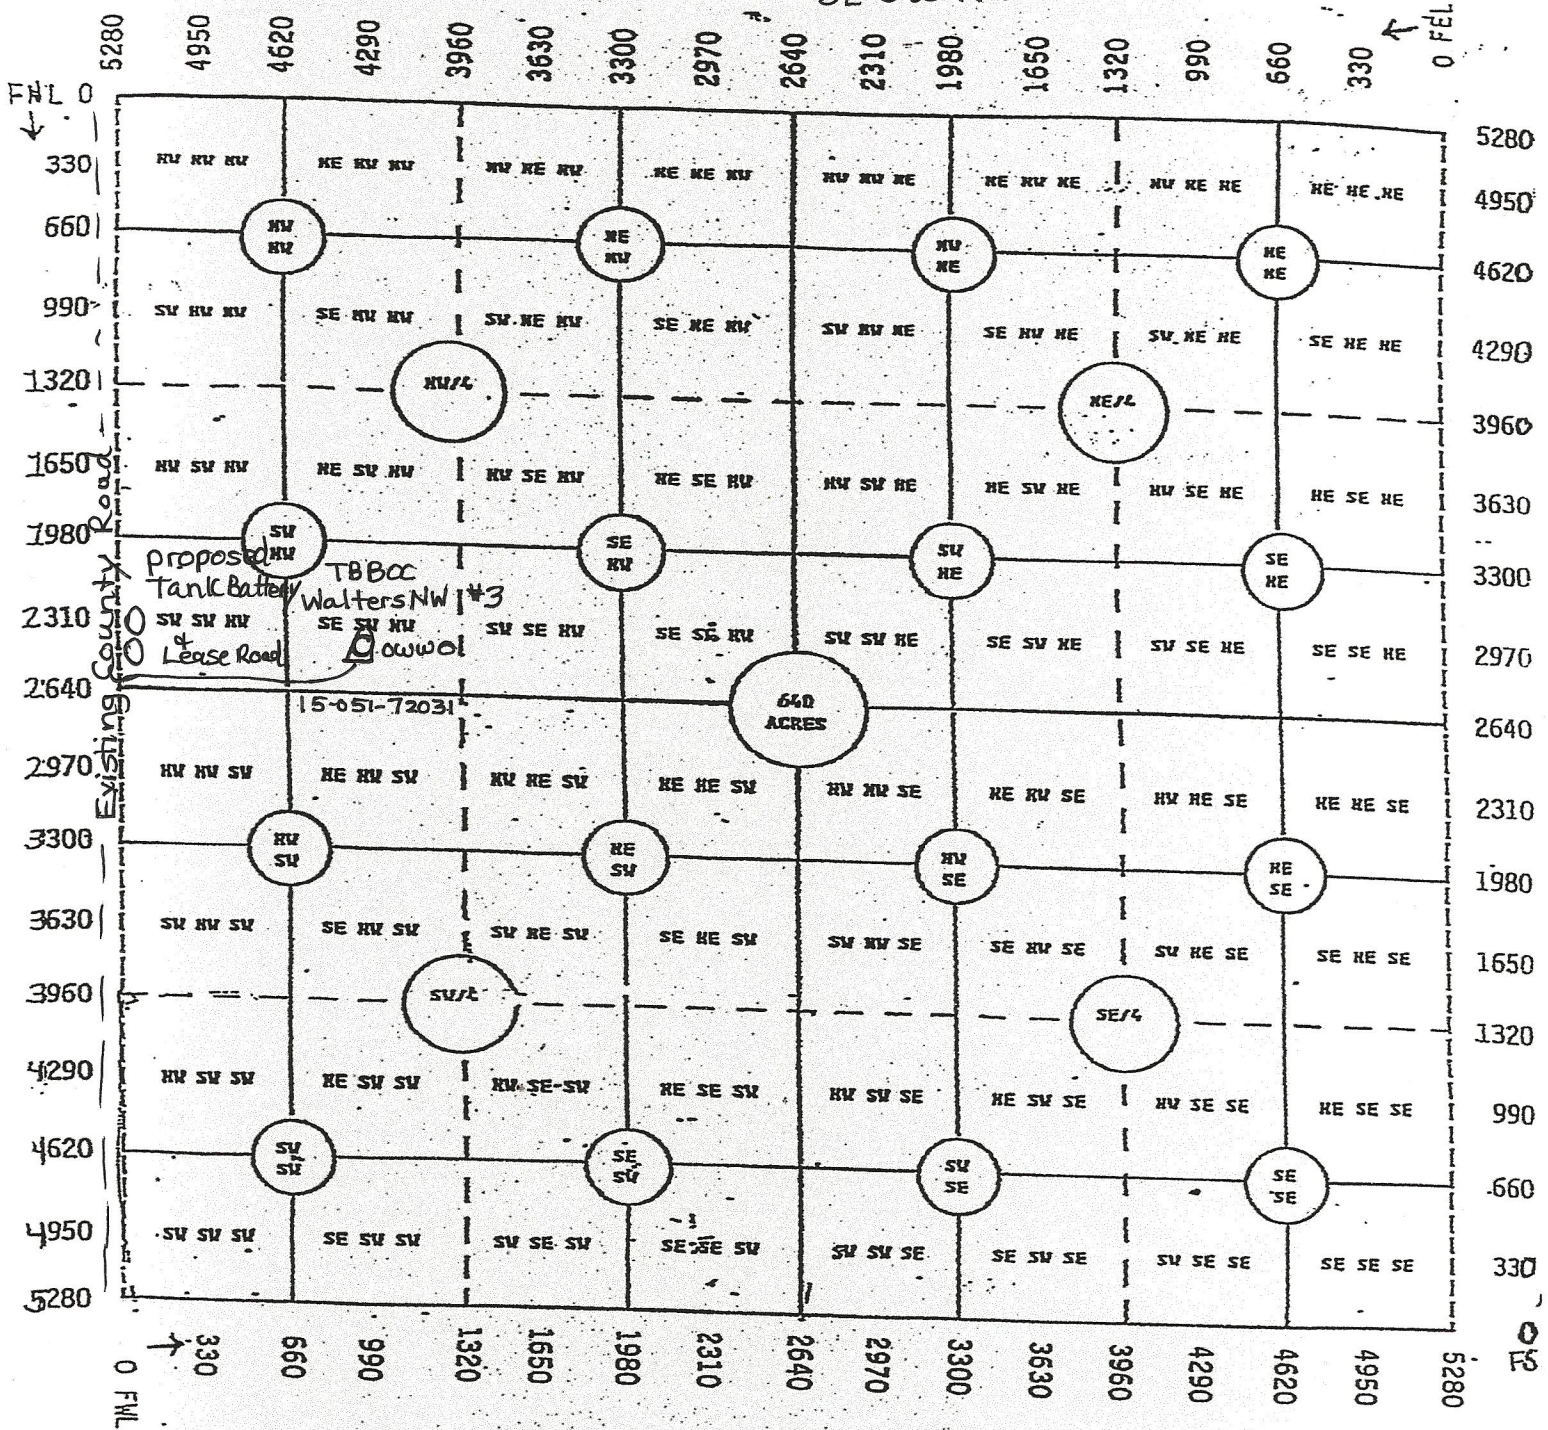 5280 4950 4620 4290 3960 3630 3300 2970 2640 2310 1980 1650 1320 990 660 330 0 FEL
FNL 0
5280
330 NW NW NW NE NW NW NW NE NW NE NE NW NW NW NE NE NW NE NW NE NE NE NE NE 4950
660 NW NW NE NW NW NE NE NE 4620
990 SW NW NW SE NW NW SW NE NW SE NE NW SW NW NE SE NW NE SW NE NE SE NE NE 4290
1320 NW/4 NE/4 3960
1650 NW SW NW NE SW NW NW SE NW NE SE NW NW SW NE NE SW NE NW SE NE NE SE NE 3630
1980 SW NW SE NW SW NE SE NE 3300
proposed
Tank Battery
TBBOC
Walters NW #3
2310 SW SW NW SE SW NW SW SE NW SE SE NW SW SW NE SE SW NE SW SE NE SE SE NE 2970
& Lease Road
OWWO
2640 640 ACRES 2640
15-051-72031
Existing County Road
2970 NW NW SW NE NW SW NW NE SW NE NE SW NW NW SE NE NW SE NW NE SE NE NE SE 2310
3300 NW SW NE SW NW SE NE SE 1980
3630 SW NW SW SE NW SW SW NE SW SE NE SW SW NW SE SE NW SE SW NE SE SE NE SE 1650
3960 SW/4 SE/4 1320
4290 NW SW SW NE SW SW NW SE SW NE SE SW NW SW SE NE SW SE NW SE SE NE SE SE 990
4620 SW SW SE SW SW SE SE SE 660
4950 SW SW SW SE SW SW SW SE SW SE SE SW SW SW SE SE SW SE SW SE SE SE SE SE 330
5280
0 FWL 330 660 990 1320 1650 1980 2310 2640 2970 3300 3630 3960 4290 4620 4950 5280
0